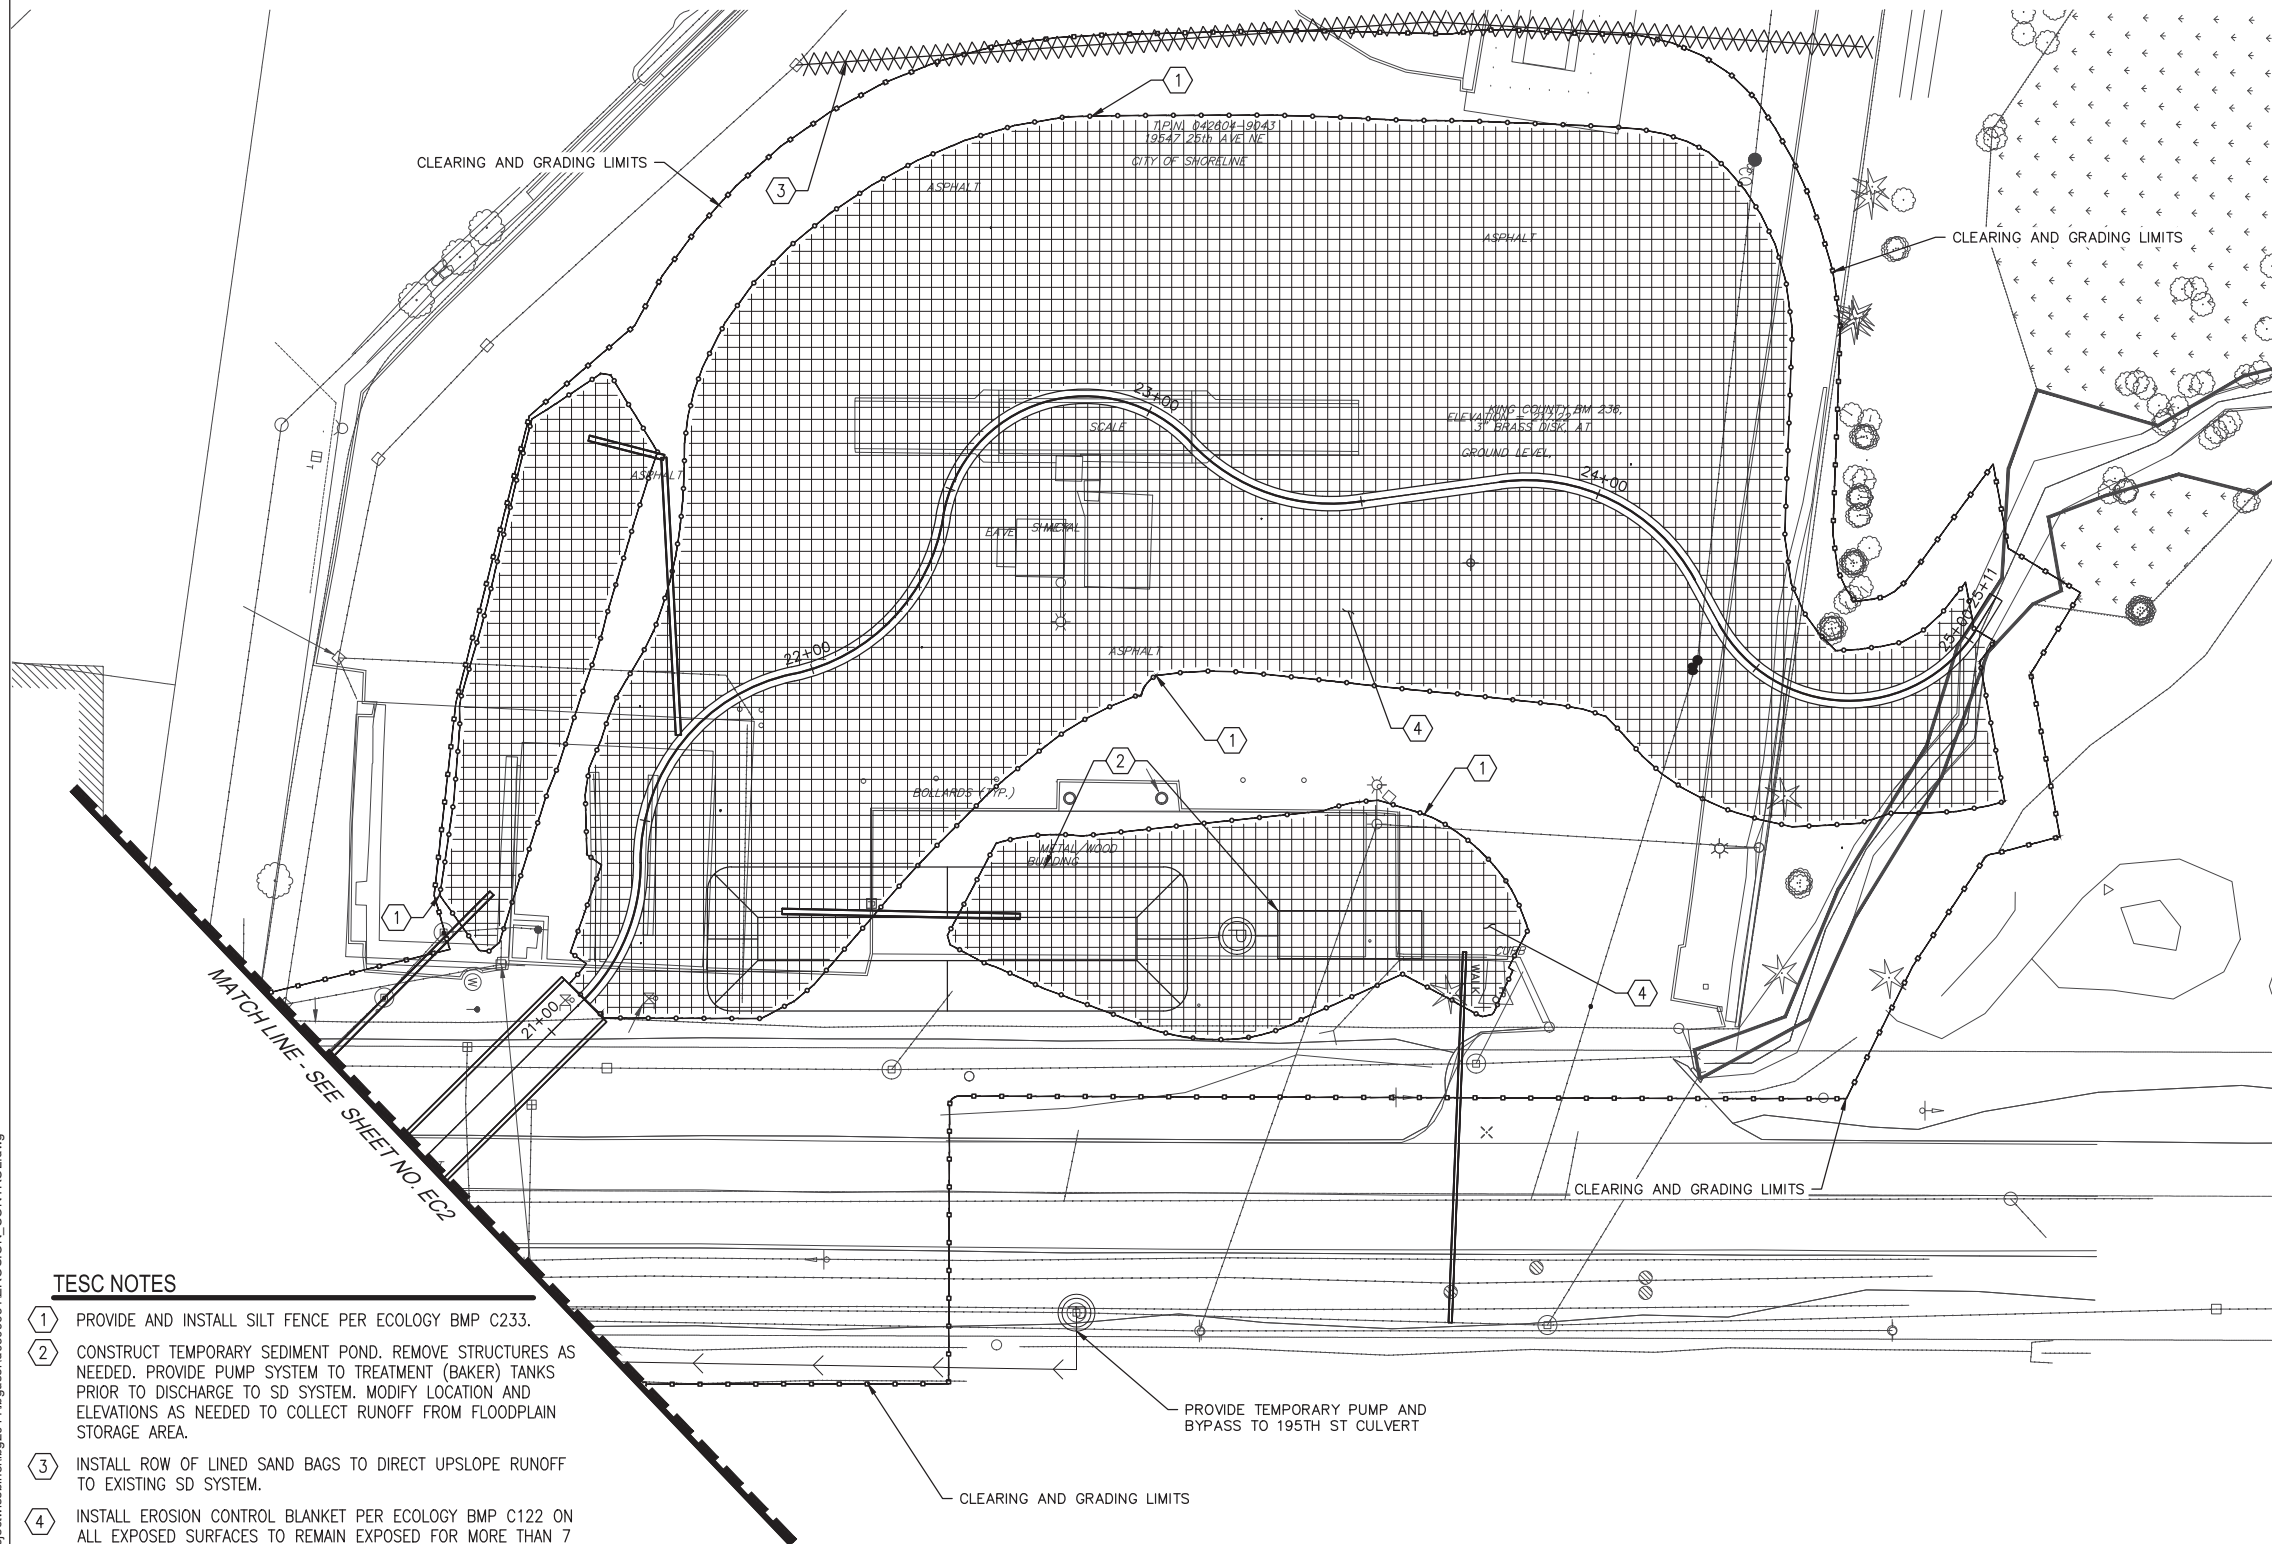 1
T.P.N. 042604-9043
19547 25th AVE NE
CITY OF SHORELINE
CLEARING AND GRADING LIMITS
3
ASPHALT
ASPHALT
CLEARING AND GRADING LIMITS
23+00
SCALE
KING COUNTY BM 236,
ELEVATION = 217.22
3" BRASS DISK, AT
GROUND LEVEL,
ASPHALT
24+00
EAVE
METAL
25+11
25+00
22+00
ASPHALT
1
4
2
1
BOLLARDS (TYP.)
METAL/WOOD
BUILDING
1
CURB
WALK
4
21+00
MATCH LINE - SEE SHEET NO. EC2
CLEARING AND GRADING LIMITS
PROVIDE TEMPORARY PUMP AND
BYPASS TO 195TH ST CULVERT
CLEARING AND GRADING LIMITS
TESC NOTES
1 PROVIDE AND INSTALL SILT FENCE PER ECOLOGY BMP C233.
2 CONSTRUCT TEMPORARY SEDIMENT POND. REMOVE STRUCTURES AS
NEEDED. PROVIDE PUMP SYSTEM TO TREATMENT (BAKER) TANKS
PRIOR TO DISCHARGE TO SD SYSTEM. MODIFY LOCATION AND
ELEVATIONS AS NEEDED TO COLLECT RUNOFF FROM FLOODPLAIN
STORAGE AREA.
3 INSTALL ROW OF LINED SAND BAGS TO DIRECT UPSLOPE RUNOFF
TO EXISTING SD SYSTEM.
4 INSTALL EROSION CONTROL BLANKET PER ECOLOGY BMP C122 ON
ALL EXPOSED SURFACES TO REMAIN EXPOSED FOR MORE THAN 7